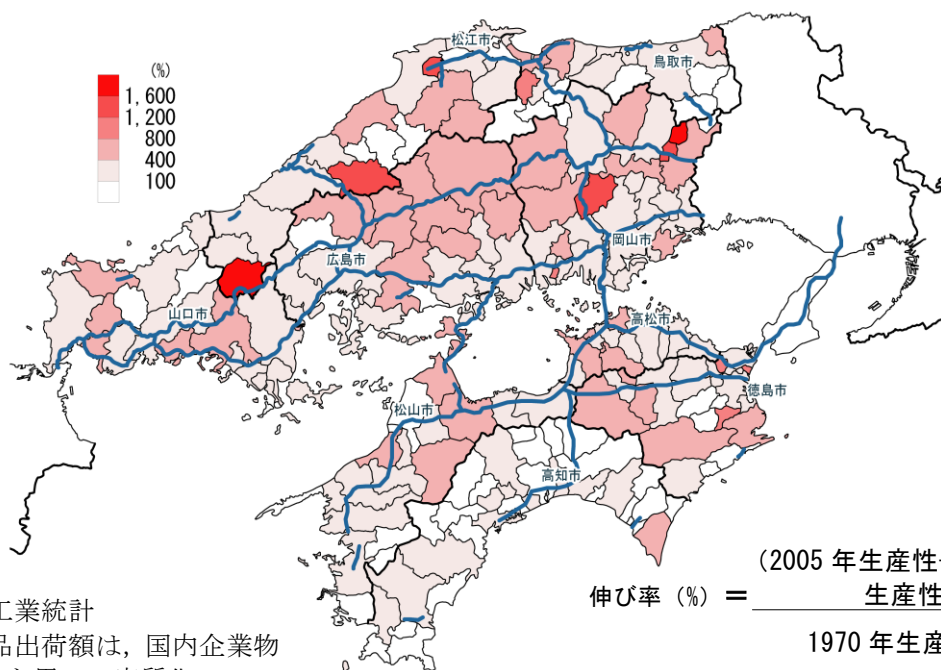 (%)
1,600
1,200
800
400
100
松江市
鳥取市
岡山市
広島市
山口市
高松市
徳島市
松山市
高知市
(2005 年生産性
伸び率 (%) = 生産性
1970 年生産
工業統計
品出荷額は，国内企業物